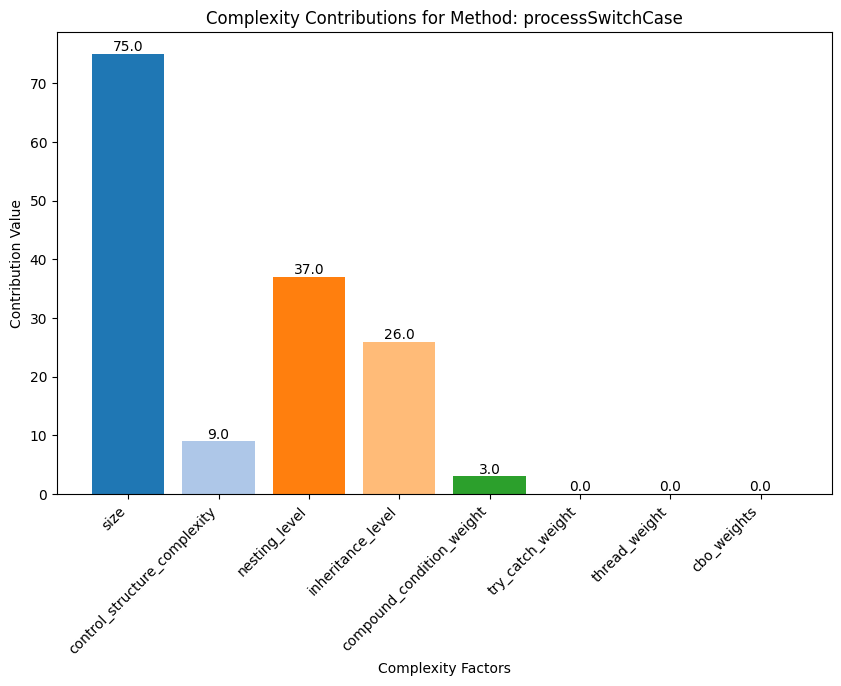 Complexity Contributions for Method: processSwitchCase
Contribution Value
70
60
50
40
30
20
10
0
75.0
9.0
37.0
26.0
3.0
0.0
0.0
0.0
size
control_structure_complexity
nesting_level
inheritance_level
compound_condition_weight
try_catch_weight
thread_weight
cbo_weights
Complexity Factors